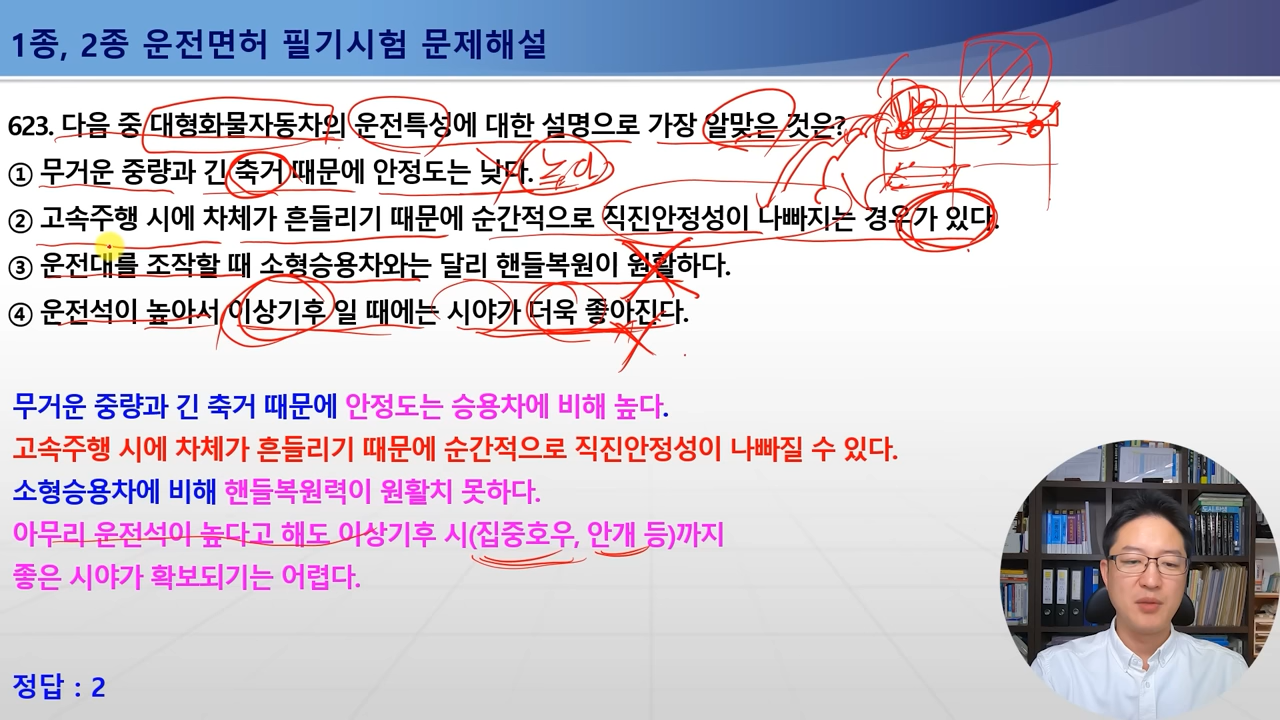 1종, 2종 운전면허 필기시험 문제해설
623. 다음 중 대형화물자동차의 운전특성에 대한 설명으로 가장 알맞은 것은?
① 무거운 중량과 긴 축거 때문에 안정도는 낮다. 높다
② 고속주행 시에 차체가 흔들리기 때문에 순간적으로 직진안정성이 나빠지는 경우가 있다.
③ 운전대를 조작할 때 소형승용차와는 달리 핸들복원이 원활하다.
④ 운전석이 높아서 이상기후 일 때에는 시야가 더욱 좋아진다.
무거운 중량과 긴 축거 때문에 안정도는 승용차에 비해 높다.
고속주행 시에 차체가 흔들리기 때문에 순간적으로 직진안정성이 나빠질 수 있다.
소형승용차에 비해 핸들복원력이 원활치 못하다.
아무리 운전석이 높다고 해도 이상기후 시(집중호우, 안개 등)까지
좋은 시야가 확보되기는 어렵다.
정답 : 2